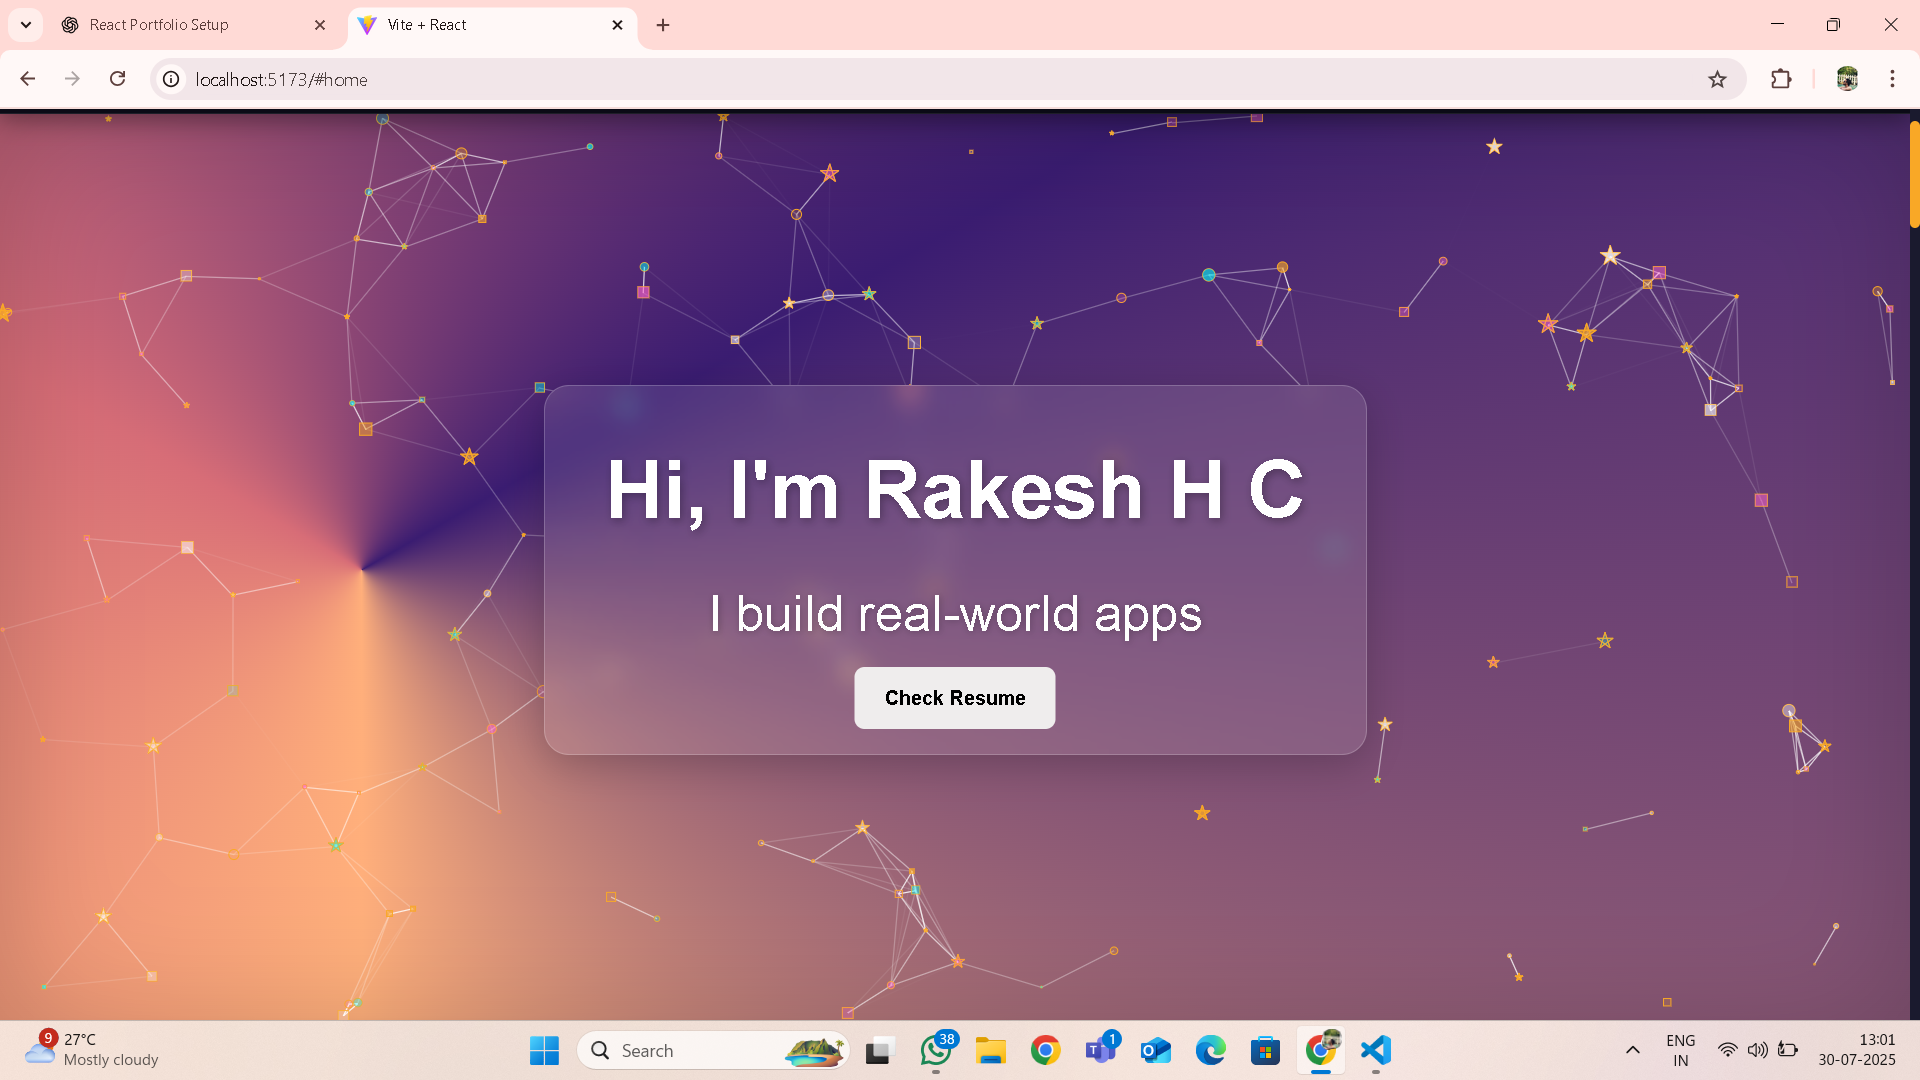 React Portfolio Setup
Vite + React
localhost:5173/#home
Hi, I'm Rakesh H C
I build real-world apps
Check Resume
9
27°C
Mostly cloudy
Search
38
1
ENG
IN
13:01
30-07-2025